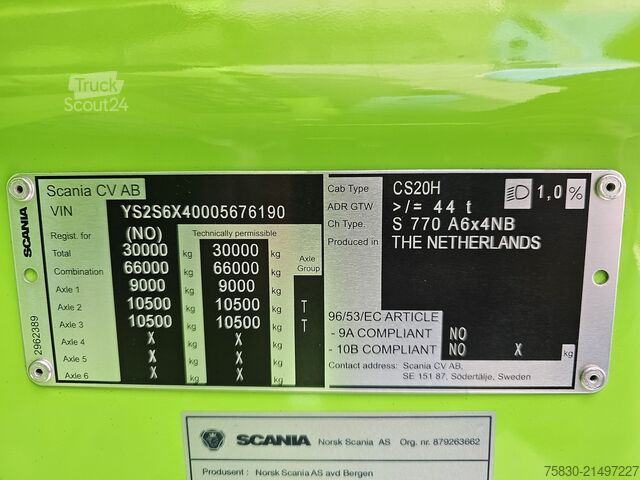 Truck
Scout24
SCANIA
2962389
Scania CV AB
VIN YS2S6X40005676190
Regist. for (NO) Technically permissible
Total 30000 kg 30000 kg Axle Group
Combination 66000 kg 66000 kg
Axle 1 9000 kg 9000 kg
Axle 2 10500 kg 10500 kg T
Axle 3 10500 kg 10500 kg T
Axle 4 X kg X kg
Axle 5 X kg X kg
Axle 6 X kg X kg
Cab Type CS20H 1,0 %
ADR GTW >/= 44 t
Ch. Type S 770 A6x4NB
Produced in THE NETHERLANDS
96/53/EC ARTICLE
- 9A COMPLIANT NO
- 10B COMPLIANT NO X kg
Contact address: Scania CV AB,
SE 151 87, Södertälje, Sweden
SCANIA Norsk Scania AS Org. nr. 879263662
Produsent : Norsk Scania AS avd Bergen
75830-21497227